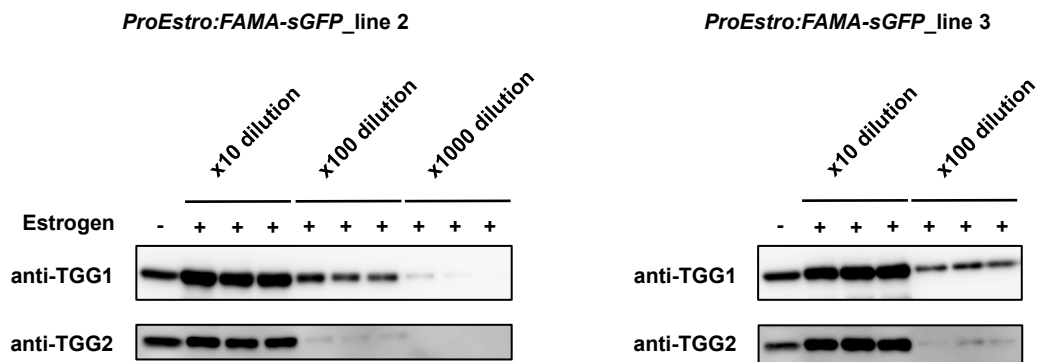 ProEstro:FAMA-sGFP_line 2
x10 dilution
x100 dilution
x1000 dilution
Estrogen - + + + + + + + + +
anti-TGG1
anti-TGG2
ProEstro:FAMA-sGFP_line 3
x10 dilution
x100 dilution
- + + + + + +
anti-TGG1
anti-TGG2